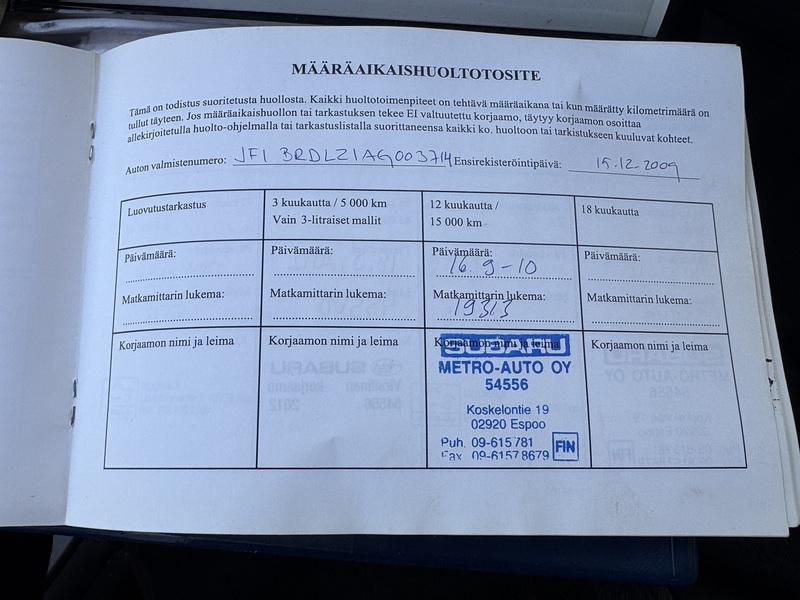 MÄÄRÄAIKAISHUOLTOTOSITE
Tämä on todistus suoritetusta huollosta. Kaikki huoltotoimenpiteet on tehtävä määräaikana tai kun määrätty kilometrimäärä on
tullut täyteen. Jos määräaikaishuollon tai tarkastuksen tekee EI valtuutettu korjaamo, täytyy korjaamon osoittaa
allekirjoitetulla huolto-ohjelmalla tai tarkastuslistalla suorittaneensa kaikki ko. huoltoon tai tarkistukseen kuuluvat kohteet.
Auton valmistenumero: JF1 BRDLZ1AG003714 Ensirekisteröintipäivä: 15.12.2009
Luovutustarkastus
3 kuukautta / 5 000 km
Vain 3-litraiset mallit
12 kuukautta /
15 000 km
18 kuukautta
Päivämäärä:
Päivämäärä:
Päivämäärä:
16. 9-10
Päivämäärä:
Matkamittarin lukema:
Matkamittarin lukema:
Matkamittarin lukema:
19313
Matkamittarin lukema:
Korjaamon nimi ja leima
Korjaamon nimi ja leima
Korjaamon nimi ja leima
SUBARU
METRO-AUTO OY
54556
Koskelontie 19
02920 Espoo
Puh. 09-615 781
Fax 09-6157 8679
FIN
Korjaamon nimi ja leima